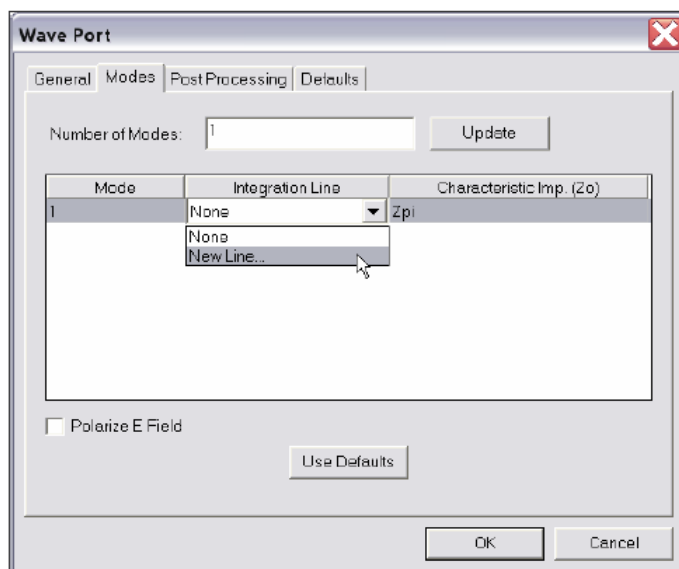 Wave Port
General Modes Post Processing Defaults
Number of Modes: 1 Update
Mode Integration Line Characteristic Imp. (Zo)
1 None Zpi
None
New Line...
Polarize E Field
Use Defaults
OK Cancel